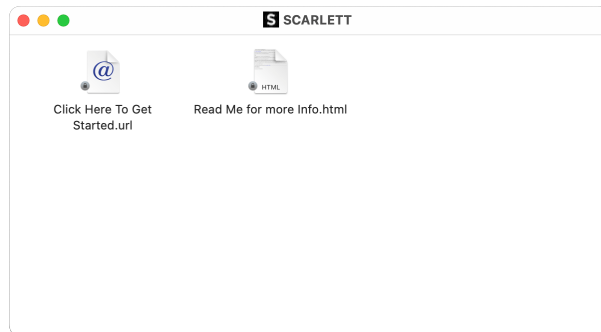 S SCARLETT
@
HTML
Click Here To Get
Started.url
Read Me for more Info.html